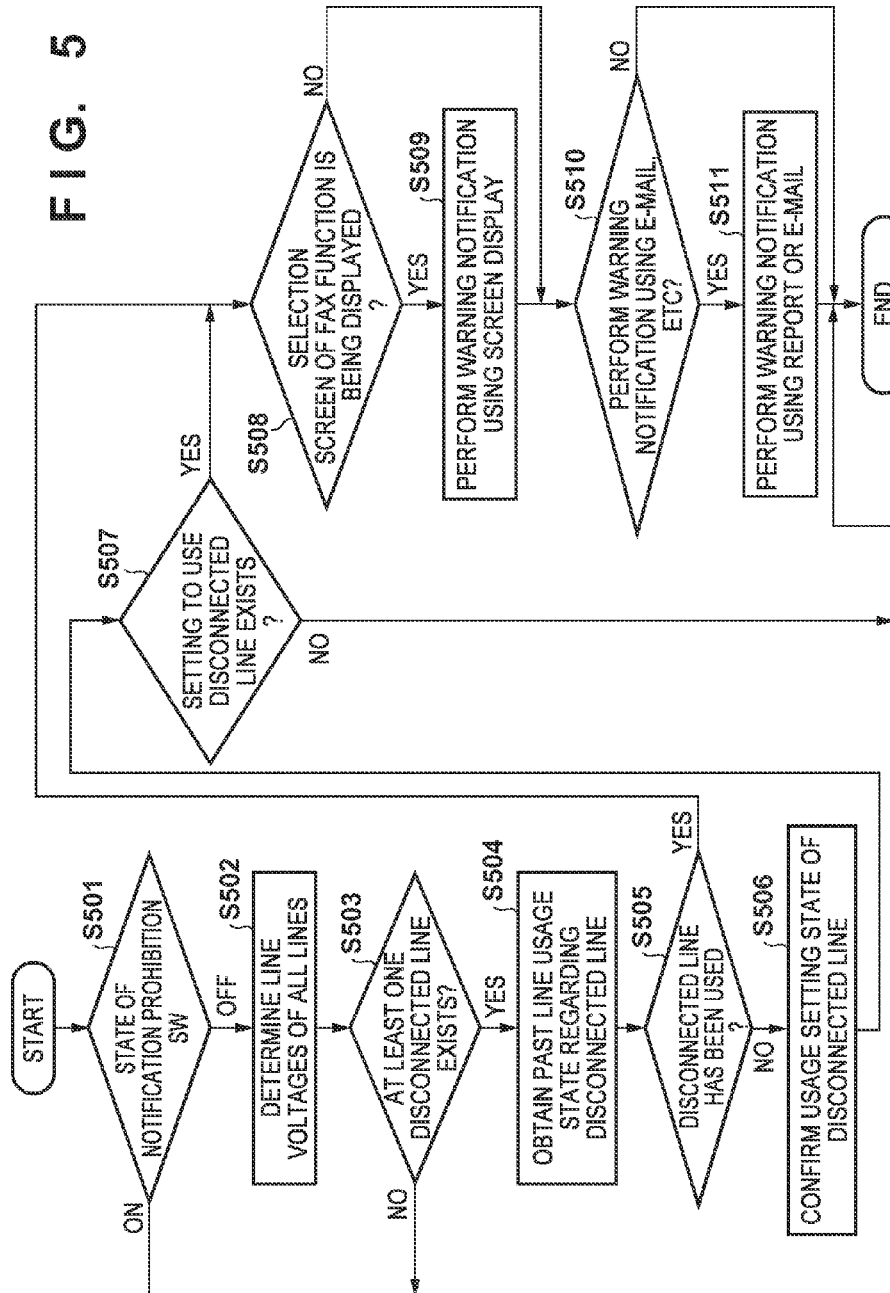 FIG. 5
START
S501
STATE OF
NOTIFICATION PROHIBITION
SW
ON
OFF
S502
DETERMINE LINE
VOLTAGES OF ALL LINES
S503
AT LEAST ONE
DISCONNECTED LINE
EXISTS?
NO
YES
S504
OBTAIN PAST LINE USAGE
STATE REGARDING
DISCONNECTED LINE
S505
DISCONNECTED LINE
HAS BEEN USED
?
YES
NO
S506
CONFIRM USAGE SETTING STATE OF
DISCONNECTED LINE
S507
SETTING TO USE
DISCONNECTED
LINE EXISTS
?
YES
NO
S508
SELECTION
SCREEN OF FAX FUNCTION IS
BEING DISPLAYED
?
NO
YES
S509
PERFORM WARNING NOTIFICATION
USING SCREEN DISPLAY
S510
PERFORM WARNING
NOTIFICATION USING E-MAIL,
ETC?
NO
YES
S511
PERFORM WARNING NOTIFICATION
USING REPORT OR E-MAIL
END